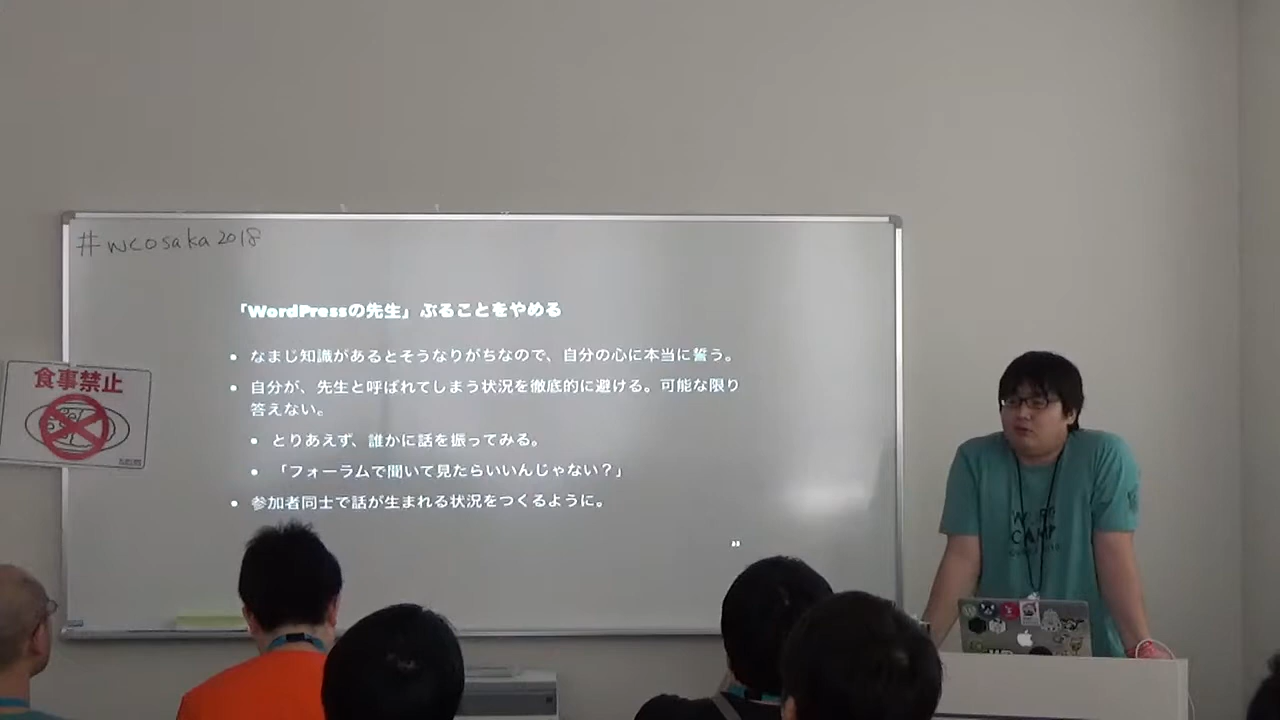 #wcosaka2018
「WordPressの先生」ぶることをやめる
なまじ知識があるとそうなりがちなので、自分の心に本当に誓う。
自分が、先生と呼ばれてしまう状況を徹底的に避ける。可能な限り
答えない。
とりあえず、誰かに話を振ってみる。
「フォーラムで聞いて見たらいいんじゃない？」
参加者同士で話が生まれる状況をつくるように。
食事禁止
WORD
CAMP